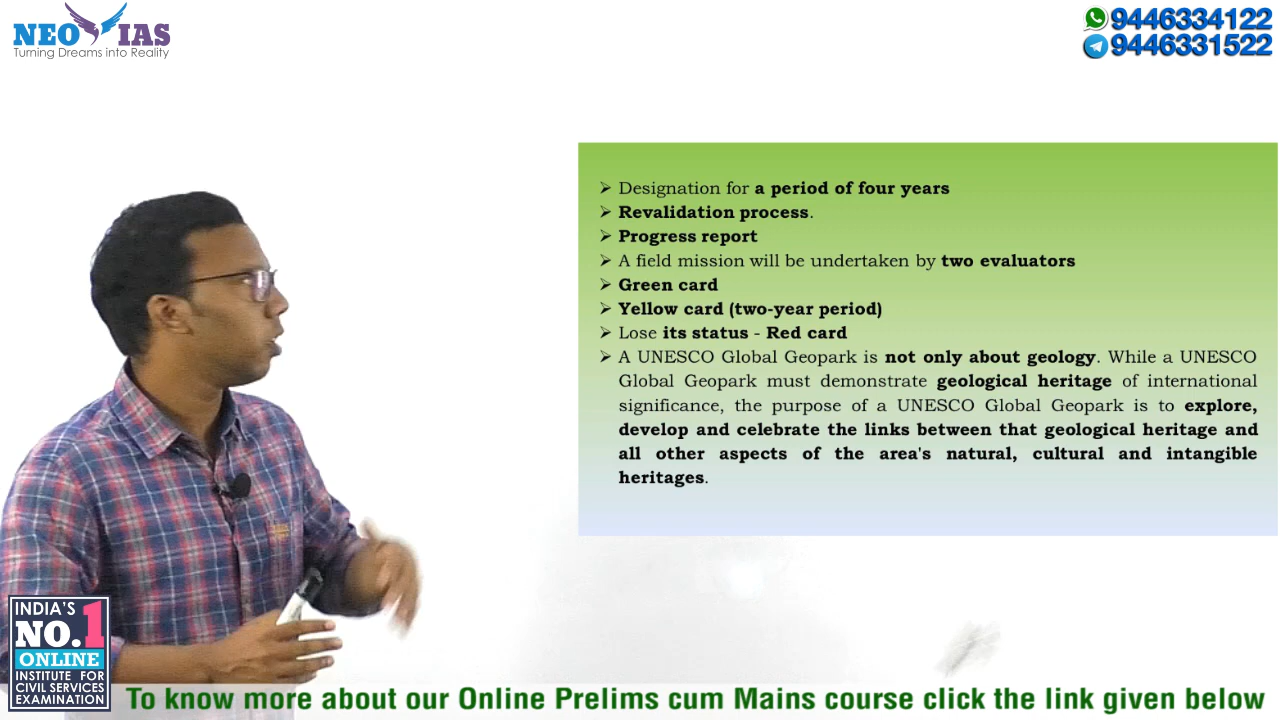 NEO IAS
Turning Dreams into Reality
9446334122
9446331522
➢ Designation for a period of four years
➢ Revalidation process.
➢ Progress report
➢ A field mission will be undertaken by two evaluators
➢ Green card
➢ Yellow card (two-year period)
➢ Lose its status - Red card
➢ A UNESCO Global Geopark is not only about geology. While a UNESCO
Global Geopark must demonstrate geological heritage of international
significance, the purpose of a UNESCO Global Geopark is to explore,
develop and celebrate the links between that geological heritage and
all other aspects of the area's natural, cultural and intangible
heritages.
INDIA'S
NO.1
ONLINE
INSTITUTE FOR
CIVIL SERVICES
EXAMINATION
To know more about our Online Prelims cum Mains course click the link given below